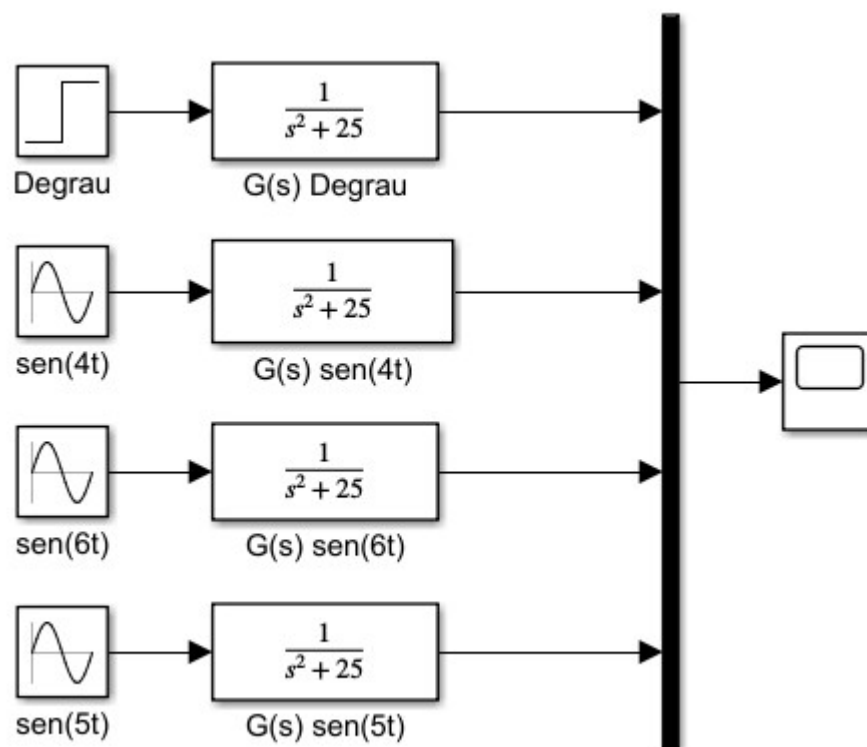 1
s² + 25
Degrau
G(s) Degrau
1
s² + 25
sen(4t)
G(s) sen(4t)
1
s² + 25
sen(6t)
G(s) sen(6t)
1
s² + 25
sen(5t)
G(s) sen(5t)